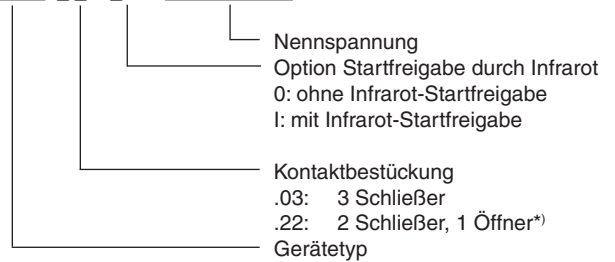 Nennspannung
Option Startfreigabe durch Infrarot
0: ohne Infrarot-Startfreigabe
I: mit Infrarot-Startfreigabe
Kontaktbestückung
.03: 3 Schließer
.22: 2 Schließer, 1 Öffner*)
Gerätetyp